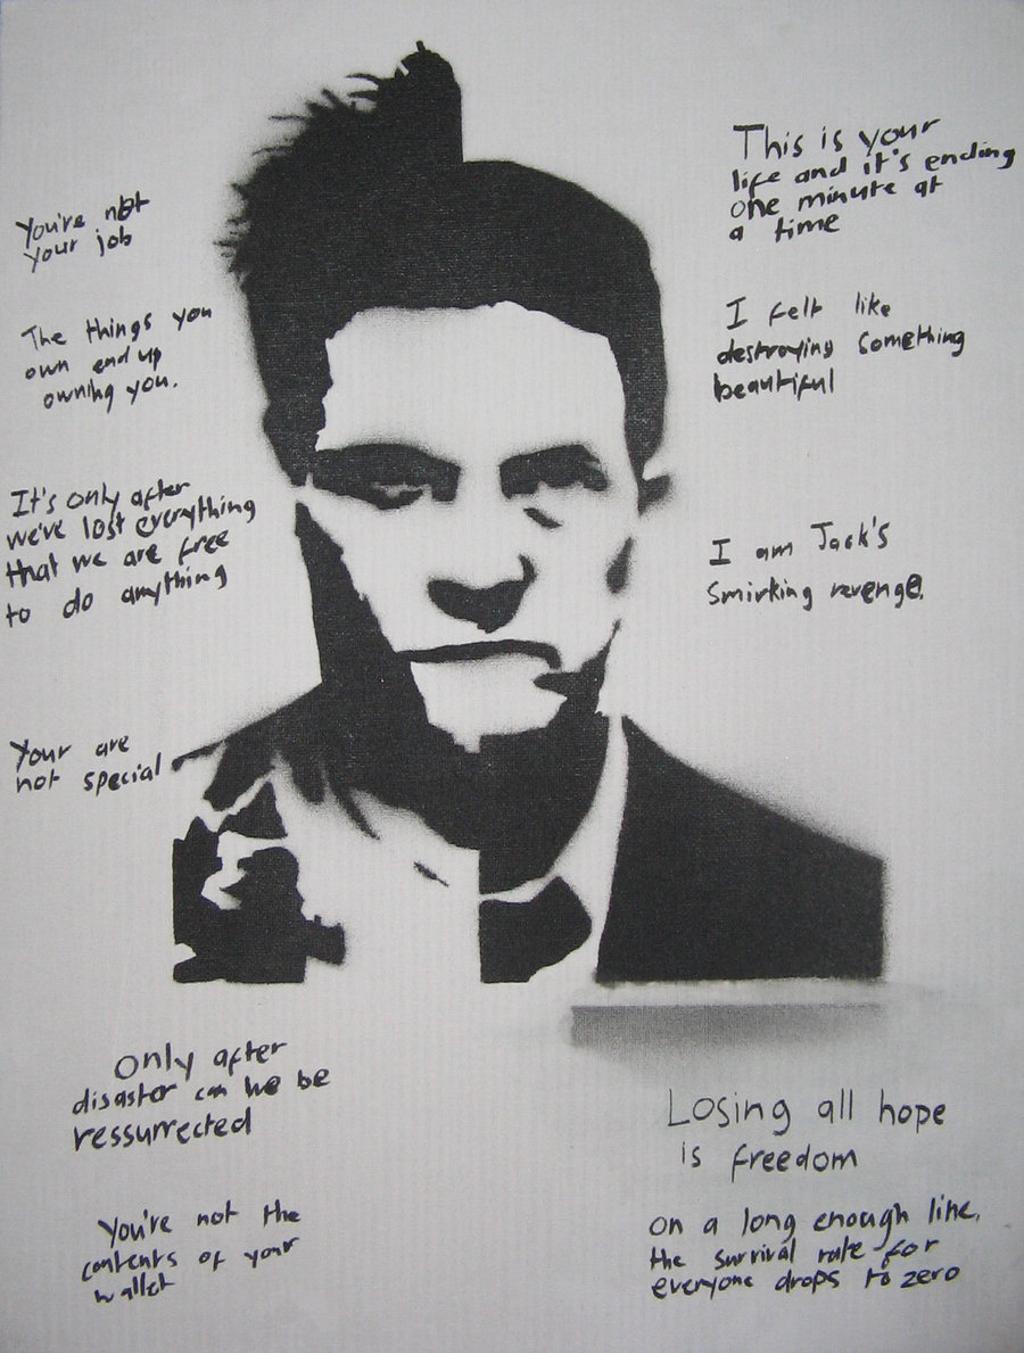 You're not
your job
The things you
own end up
owning you.
It's only after
we've lost everything
that we are free
to do anything
Your are
not special
Only after
disaster can we be
ressurrected
You're not the
contents of your
wallet
This is your
life and it's ending
one minute at
a time
I felt like
destroying something
beautiful
I am Jack's
smirking revenge.
Losing all hope
is freedom
on a long enough line,
the survival rate for
everyone drops to zero